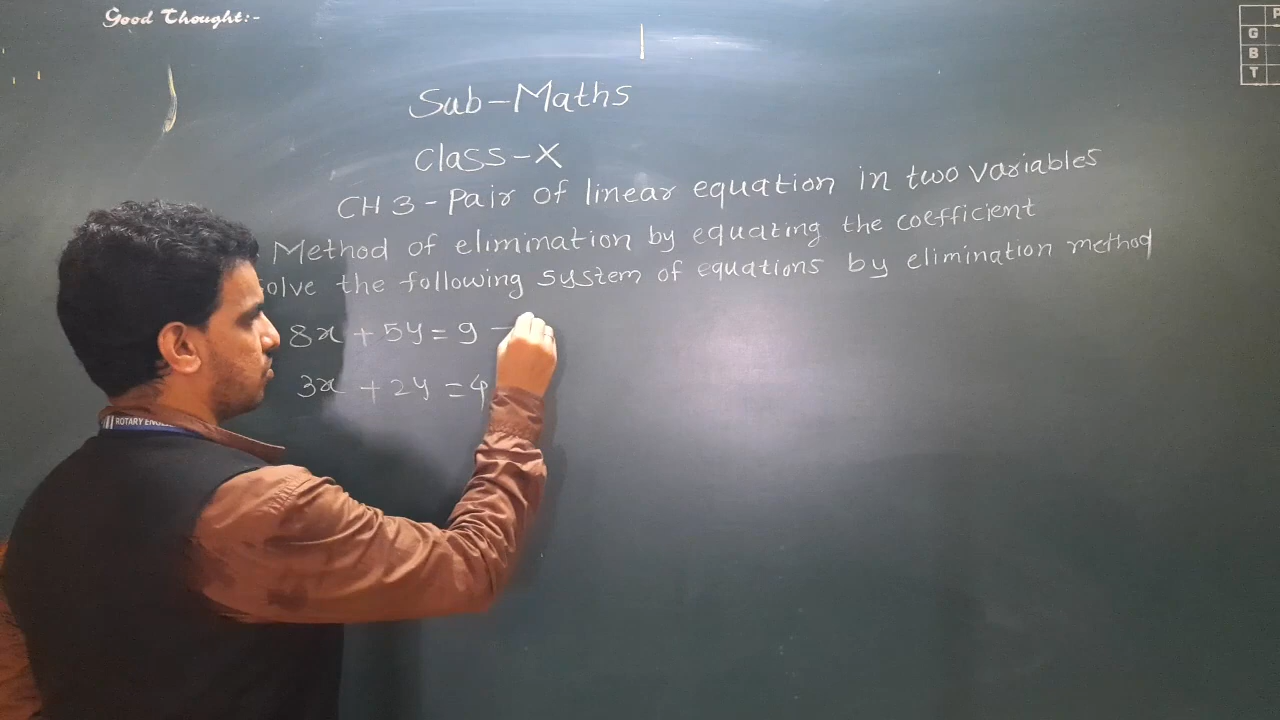 Good Thought:-
P
G
B
T
Sub-Maths
Class-X
CH 3-Pair of linear equation in two variables
Method of elimination by equating the coefficient
olve the following system of equations by elimination method
8x + 5y = 9 -
3x + 2y = 4
ROTARY